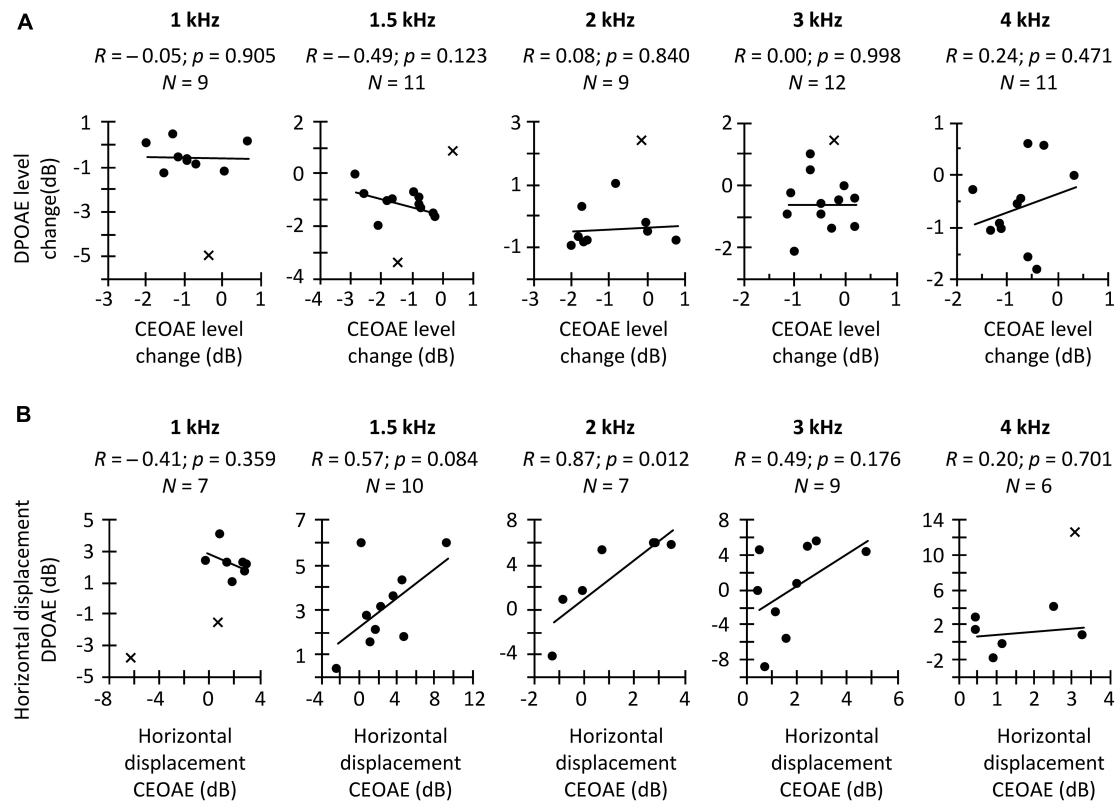 A
1 kHz 1.5 kHz 2 kHz 3 kHz 4 kHz
R = – 0.05; p = 0.905 R = – 0.49; p = 0.123 R = 0.08; p = 0.840 R = 0.00; p = 0.998 R = 0.24; p = 0.471
N = 9 N = 11 N = 9 N = 12 N = 11
DPOAE level
change(dB)
1 -1 -3 -5
-3 -2 -1 0 1
2 0 -2 -4
-4 -3 -2 -1 0 1
3 1 -1
-2 -1 0 1
2 0 -2
-2 -1 0 1
1 0 -1 -2
-2 -1 0 1
CEOAE level CEOAE level CEOAE level CEOAE level CEOAE level
change (dB) change (dB) change (dB) change (dB) change (dB)
B
1 kHz 1.5 kHz 2 kHz 3 kHz 4 kHz
R = – 0.41; p = 0.359 R = 0.57; p = 0.084 R = 0.87; p = 0.012 R = 0.49; p = 0.176 R = 0.20; p = 0.701
N = 7 N = 10 N = 7 N = 9 N = 6
Horizontal displacement
DPOAE (dB)
5 3 1 -1 -3 -5
-8 -4 0 4
7 5 3 1
-4 0 4 8 12
8 4 0 -4
-2 0 2 4
8 4 0 -4 -8
0 2 4 6
14 10 6 2 -2
0 1 2 3 4
Horizontal Horizontal Horizontal Horizontal Horizontal
displacement displacement displacement displacement displacement
CEOAE (dB) CEOAE (dB) CEOAE (dB) CEOAE (dB) CEOAE (dB)